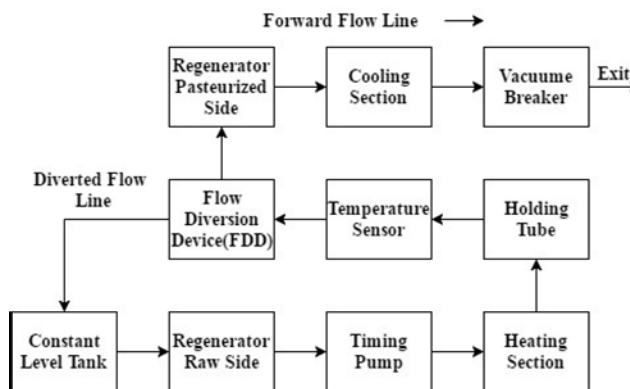 Forward Flow Line
Regenerator
Pasteurized
Side
Cooling
Section
Vacuume
Breaker
Exit
Diverted Flow
Line
Flow
Diversion
Device(FDD)
Temperature
Sensor
Holding
Tube
Constant
Level Tank
Regenerator
Raw Side
Timing
Pump
Heating
Section